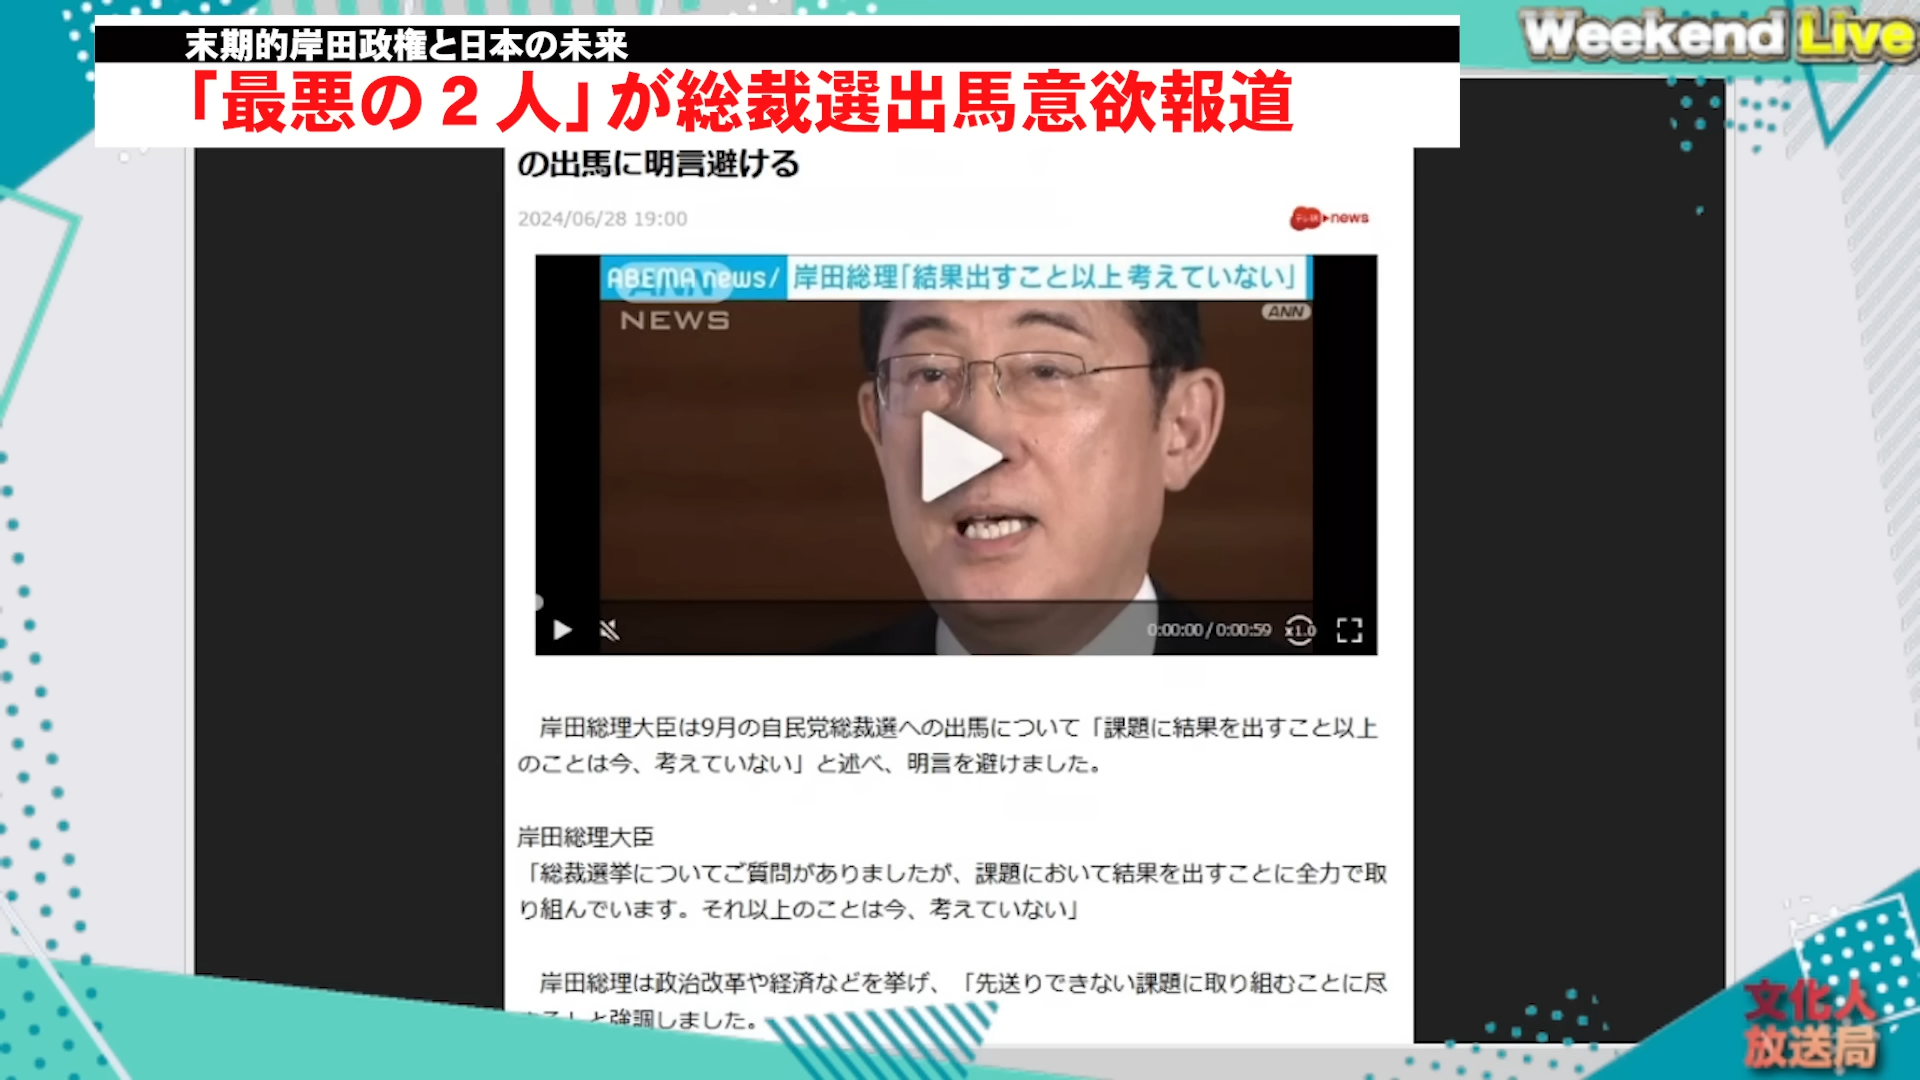 末期的岸田政権と日本の未来
Weekend Live
「最悪の２人」が総裁選出馬意欲報道
の出馬に明言避ける
2024/06/28 19:00
テレ朝news
ABEMA news/ 岸田総理「結果出すこと以上 考えていない」
ANN
NEWS
ANN
0:00:00 / 0:00:59 x1.0
岸田総理大臣は9月の自民党総裁選への出馬について「課題に結果を出すこと以上
のことは今、考えていない」と述べ、明言を避けました。
岸田総理大臣
「総裁選挙についてご質問がありましたが、課題において結果を出すことに全力で取
り組んでいます。それ以上のことは今、考えていない」
岸田総理は政治改革や経済などを挙げ、「先送りできない課題に取り組むことに尽
」と強調しました。
文化人
放送局